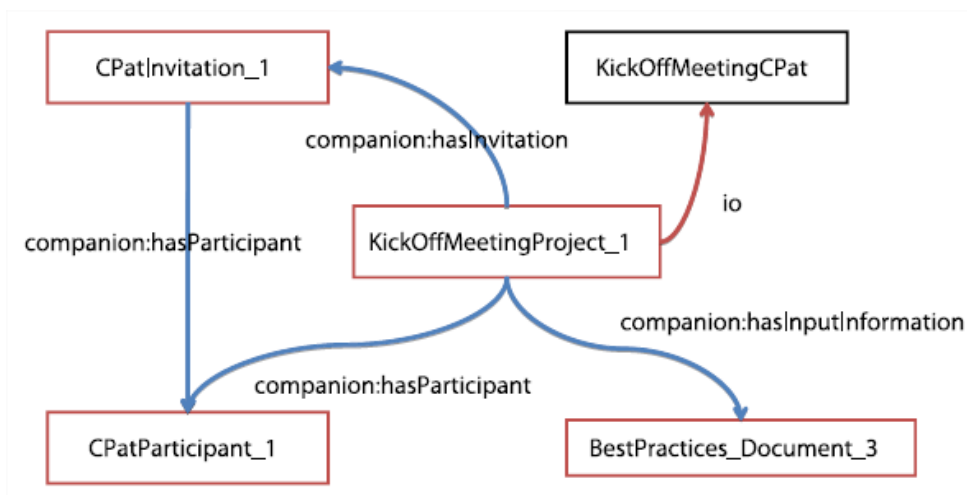 CPatInvitation_1
KickOffMeetingCPat
companion:hasInvitation
io
companion:hasParticipant
KickOffMeetingProject_1
companion:hasInputInformation
companion:hasParticipant
CPatParticipant_1
BestPractices_Document_3